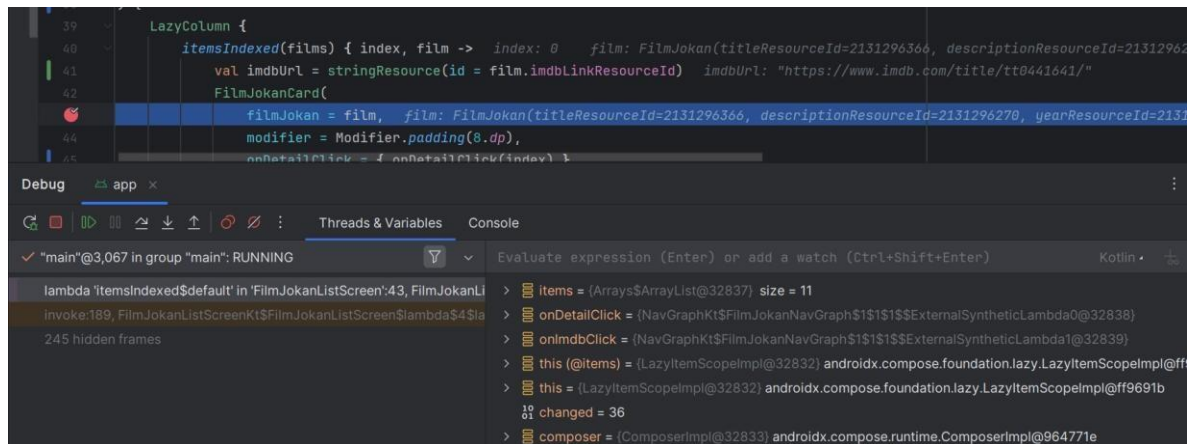 39 LazyColumn {
40 itemsIndexed(films) { index, film -> index: 0 film: FilmJokan(titleResourceId=2131296366, descriptionResourceId=21312962
41 val imdbUrl = stringResource(id = film.imdbLinkResourceId) imdbUrl: "https://www.imdb.com/title/tt0441641/"
42 FilmJokanCard(
filmJokan = film, film: FilmJokan(titleResourceId=2131296366, descriptionResourceId=2131296270, yearResourceId=2131
44 modifier = Modifier.padding(8.dp),
45 onDetailClick = { onDetailClick(index) }
Debug app
Threads & Variables Console
"main"@3,067 in group "main": RUNNING
Evaluate expression (Enter) or add a watch (Ctrl+Shift+Enter) Kotlin
lambda 'itemsIndexed$default' in 'FilmJokanListScreen':43, FilmJokanLi
invoke:189, FilmJokanListScreenKt$FilmJokanListScreen$lambda$4$la
245 hidden frames
items = {Arrays$ArrayList@32837} size = 11
onDetailClick = {NavGraphKt$FilmJokanNavGraph$1$1$1$$ExternalSyntheticLambda0@32838}
onImdbClick = {NavGraphKt$FilmJokanNavGraph$1$1$1$$ExternalSyntheticLambda1@32839}
this (@items) = {LazyItemScopeImpl@32832} androidx.compose.foundation.lazy.LazyItemScopeImpl@ff9
this = {LazyItemScopeImpl@32832} androidx.compose.foundation.lazy.LazyItemScopeImpl@ff9691b
changed = 36
composer = {ComposerImpl@32833} androidx.compose.runtime.ComposerImpl@964771e